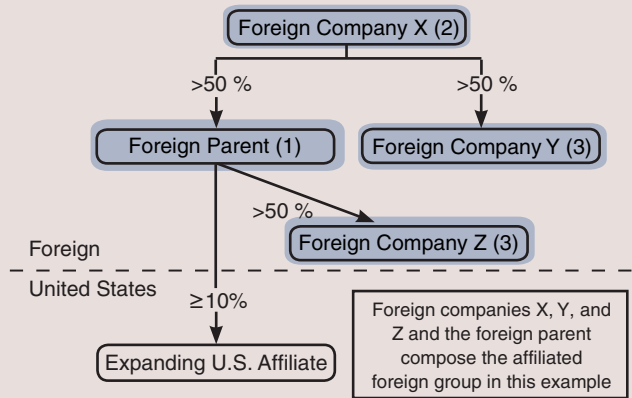 Foreign Company X (2)
>50 %
>50 %
Foreign Parent (1)
Foreign Company Y (3)
>50 %
Foreign Company Z (3)
Foreign
United States
≥10%
Expanding U.S. Affiliate
Foreign companies X, Y, and
Z and the foreign parent
compose the affiliated
foreign group in this example